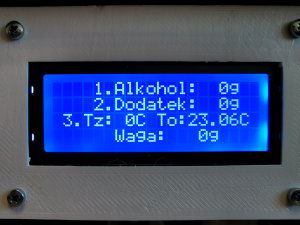 1.Alkohol: 0g
2.Dodatek: 0g
3.Tz: 0C To:23.06C
Waga: 0g